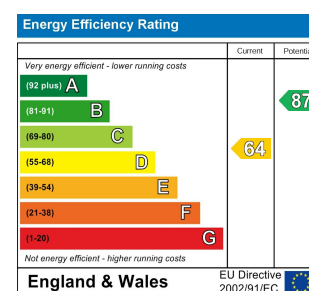 Energy Efficiency Rating
Current Potentia
Very energy efficient - lower running costs
(92 plus) A
(81-91) B
87
(69-80) C
64
(55-68) D
(39-54) E
(21-38) F
(1-20) G
Not energy efficient - higher running costs
England & Wales
EU Directive
2002/91/EC